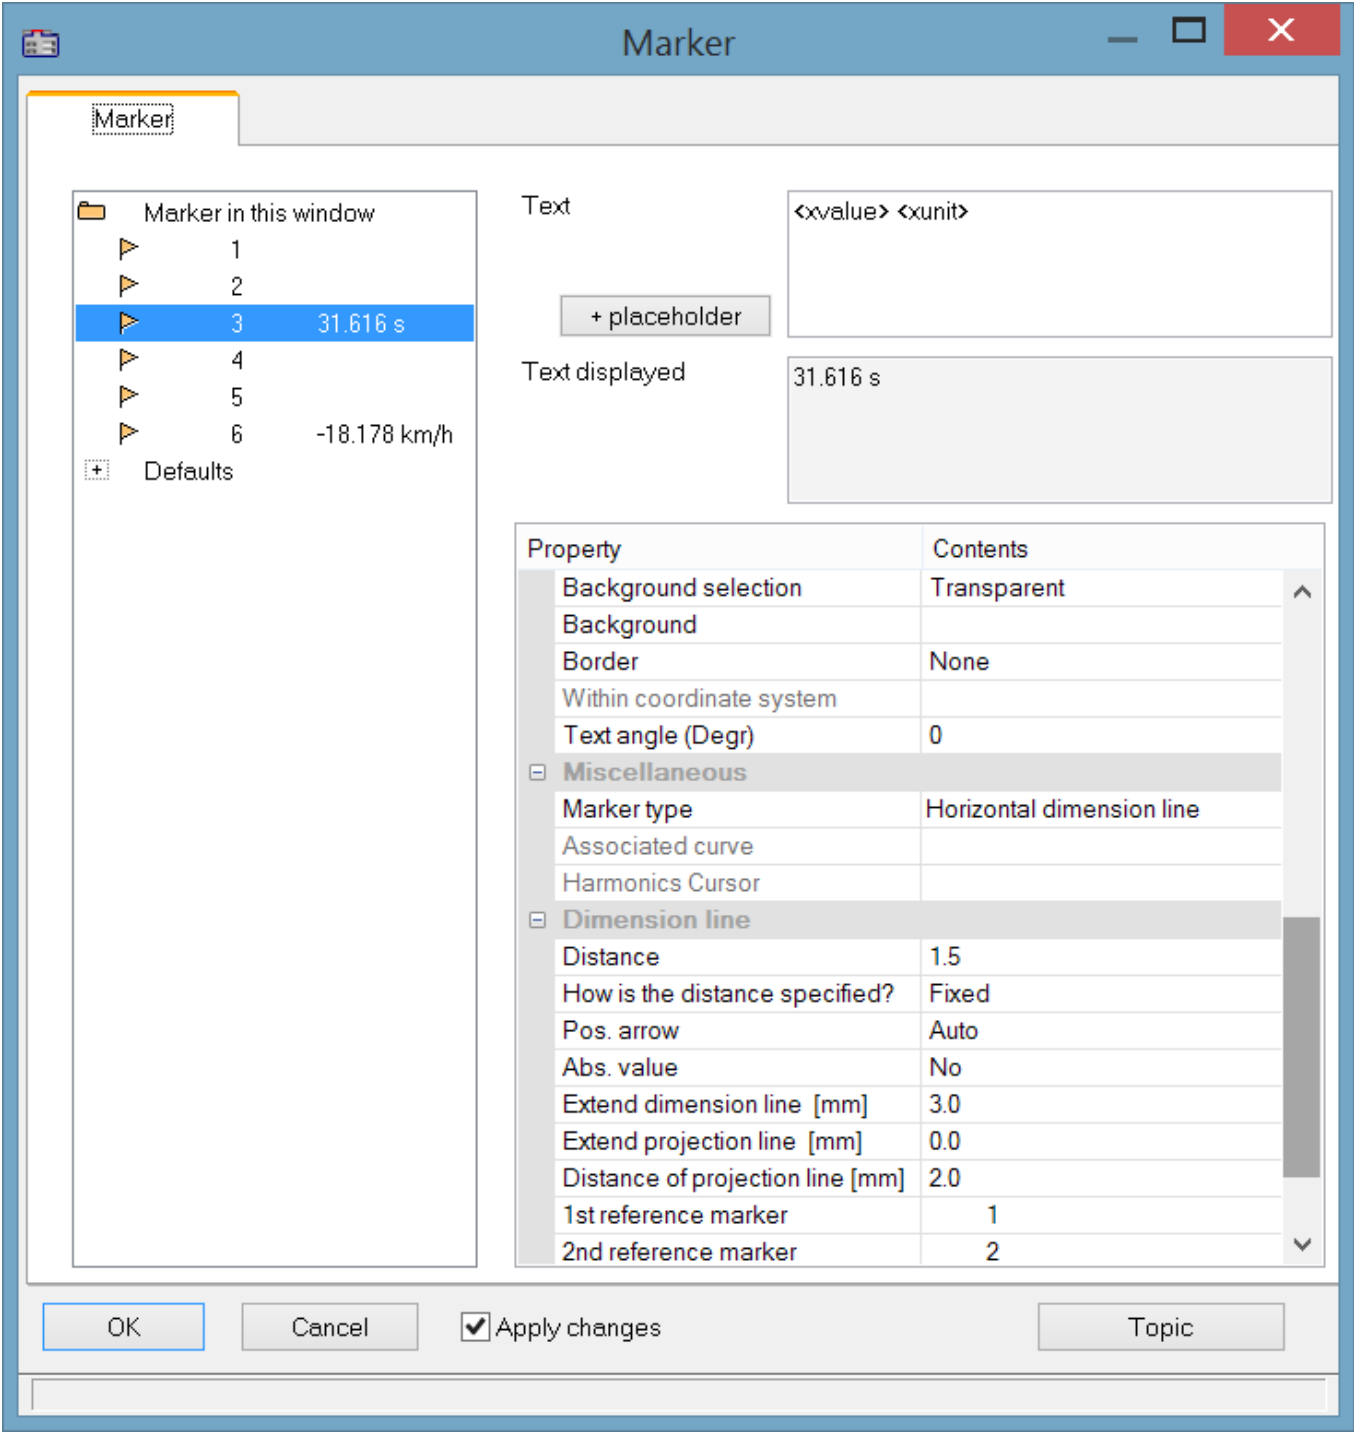 Marker
Marker
Marker in this window
1
2
3 31.616 s
4
5
6 -18.178 km/h
Defaults
Text
<xvalue> <xunit>
+ placeholder
Text displayed
31.616 s
Property Contents
Background selection Transparent
Background
Border None
Within coordinate system
Text angle (Degr) 0
Miscellaneous
Marker type Horizontal dimension line
Associated curve
Harmonics Cursor
Dimension line
Distance 1.5
How is the distance specified? Fixed
Pos. arrow Auto
Abs. value No
Extend dimension line [mm] 3.0
Extend projection line [mm] 0.0
Distance of projection line [mm] 2.0
1st reference marker 1
2nd reference marker 2
OK Cancel Apply changes Topic